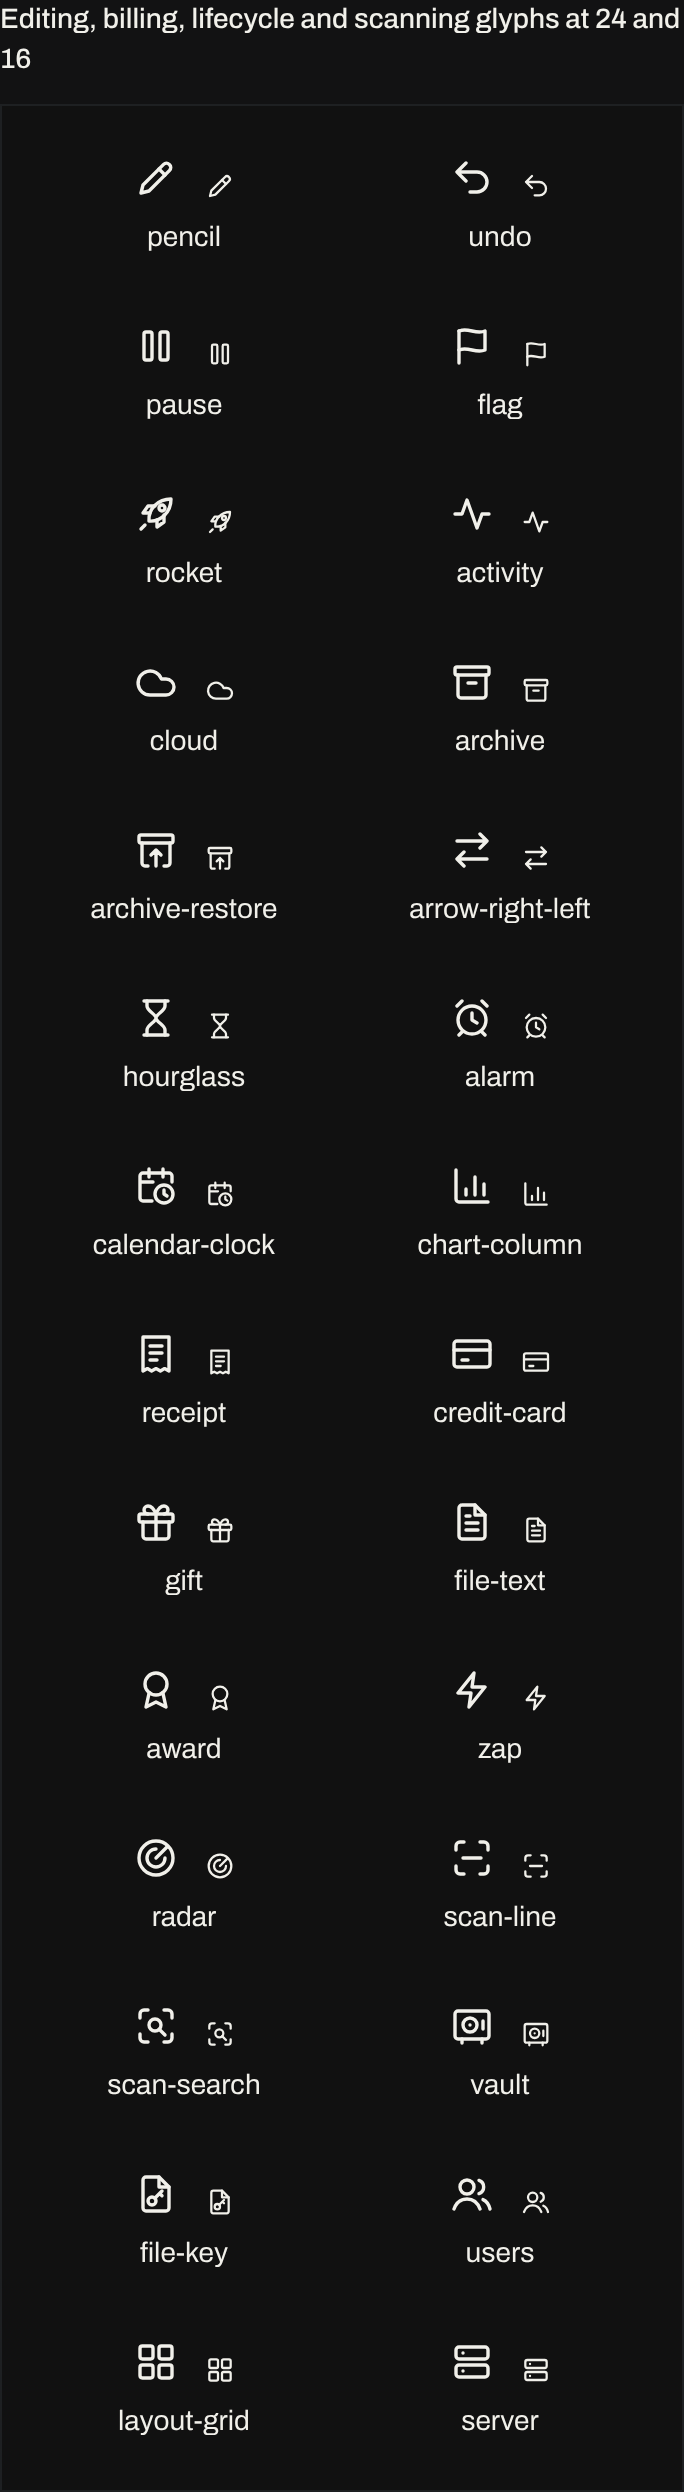 Editing, billing, lifecycle and scanning glyphs at 24 and
16
pencil undo
pause flag
rocket activity
cloud archive
archive-restore arrow-right-left
hourglass alarm
calendar-clock chart-column
receipt credit-card
gift file-text
award zap
radar scan-line
scan-search vault
file-key users
layout-grid server